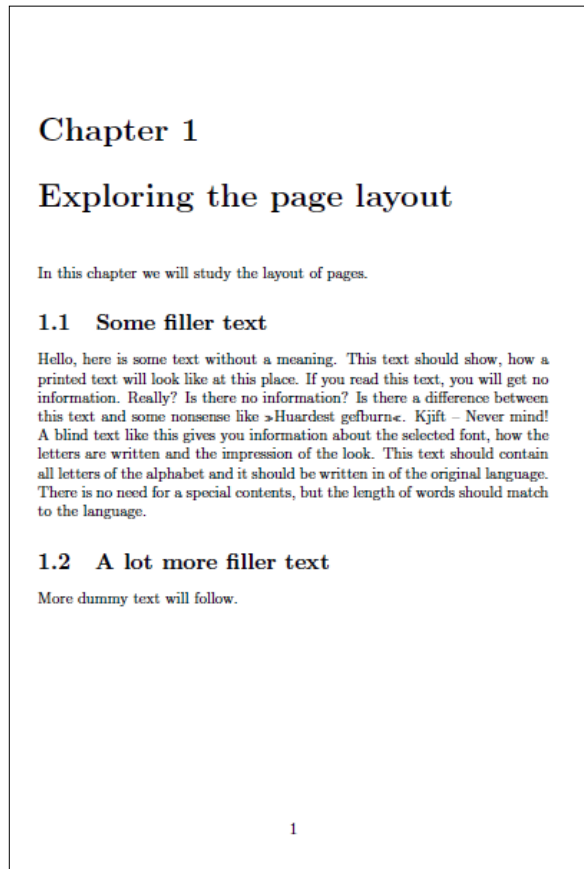 Chapter 1
Exploring the page layout
In this chapter we will study the layout of pages.
1.1 Some filler text
Hello, here is some text without a meaning. This text should show, how a
printed text will look like at this place. If you read this text, you will get no
information. Really? Is there no information? Is there a difference between
this text and some nonsense like »Huardest gefburn«. Kjift – Never mind!
A blind text like this gives you information about the selected font, how the
letters are written and the impression of the look. This text should contain
all letters of the alphabet and it should be written in of the original language.
There is no need for a special contents, but the length of words should match
to the language.
1.2 A lot more filler text
More dummy text will follow.
1